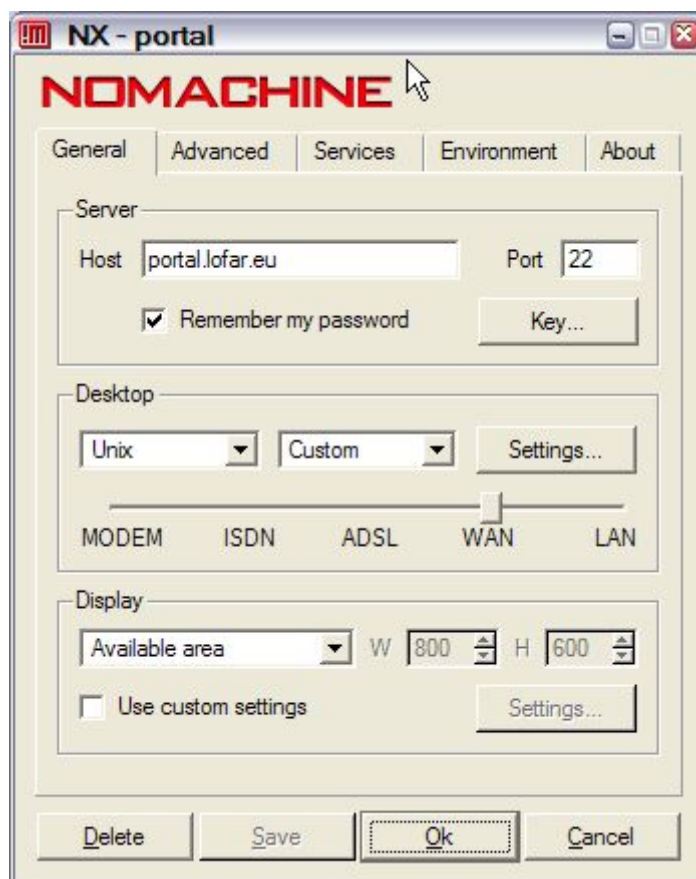 NX - portal
NOMACHINE
General Advanced Services Environment About
Server
Host portal.lofar.eu Port 22
Remember my password Key...
Desktop
Unix Custom Settings...
MODEM ISDN ADSL WAN LAN
Display
Available area W 800 H 600
Use custom settings Settings...
Delete Save Ok Cancel